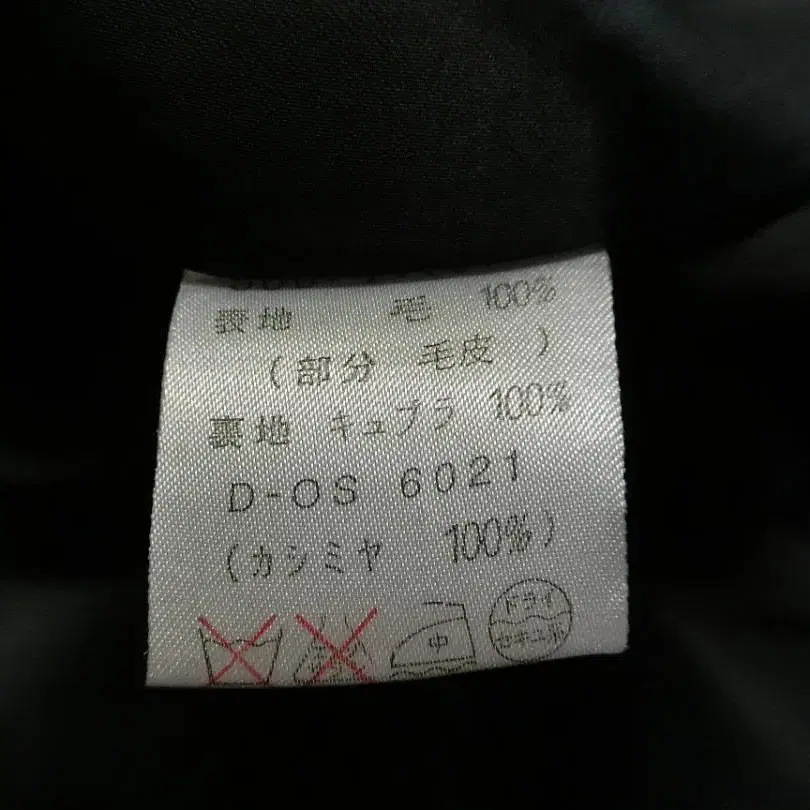 表地 毛 100%
(部分 毛皮 )
裏地 キュプラ 100%
D-OS 6021
(カシミヤ 100%)
中
ドライ
セキユ系